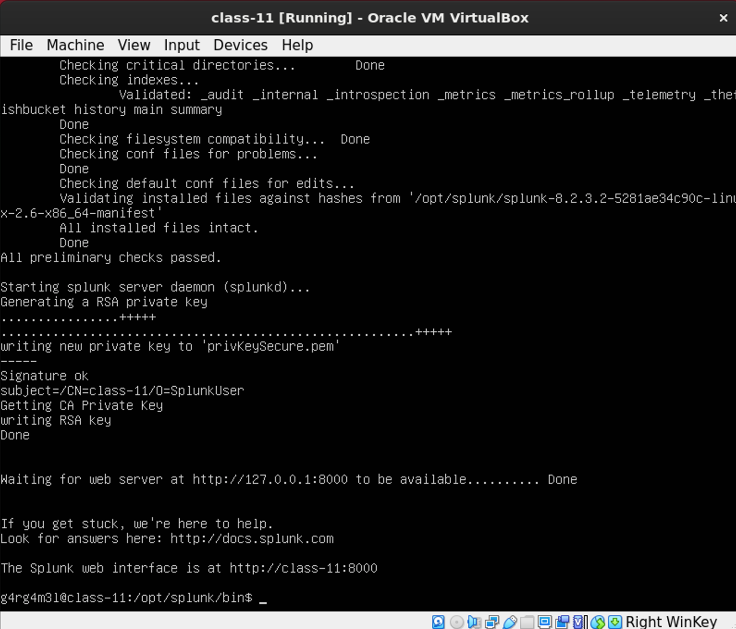 class-11 [Running] - Oracle VM VirtualBox
File Machine View Input Devices Help
Checking critical directories... Done
Checking indexes...
Validated: _audit _internal _introspection _metrics _metrics_rollup _telemetry _thef
ishbucket history main summary
Done
Checking filesystem compatibility... Done
Checking conf files for problems...
Done
Checking default conf files for edits...
Validating installed files against hashes from '/opt/splunk/splunk-8.2.3.2-5281ae34c90c-linu
x-2.6-x86_64-manifest'
All installed files intact.
Done
All preliminary checks passed.
Starting splunk server daemon (splunkd)...
Generating a RSA private key
................+++++
........................................................+++++
writing new private key to 'privKeySecure.pem'
-----
Signature ok
subject=/CN=class-11/O=SplunkUser
Getting CA Private Key
writing RSA key
Done
Waiting for web server at http://127.0.0.1:8000 to be available.......... Done
If you get stuck, we're here to help.
Look for answers here: http://docs.splunk.com
The Splunk web interface is at http://class-11:8000
g4rg4m3l@class-11:/opt/splunk/bin$ _
Right WinKey